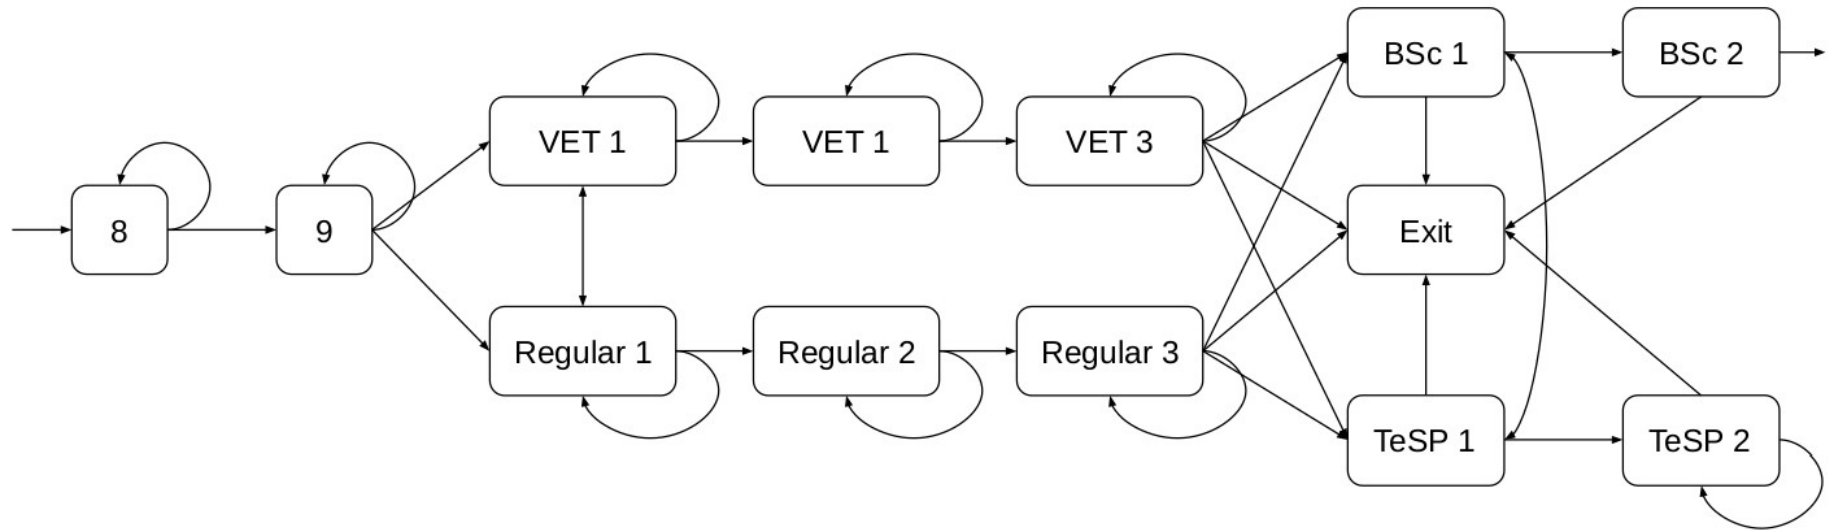 BSc 1
BSc 2
VET 1
VET 1
VET 3
8
9
Exit
Regular 1
Regular 2
Regular 3
TeSP 1
TeSP 2